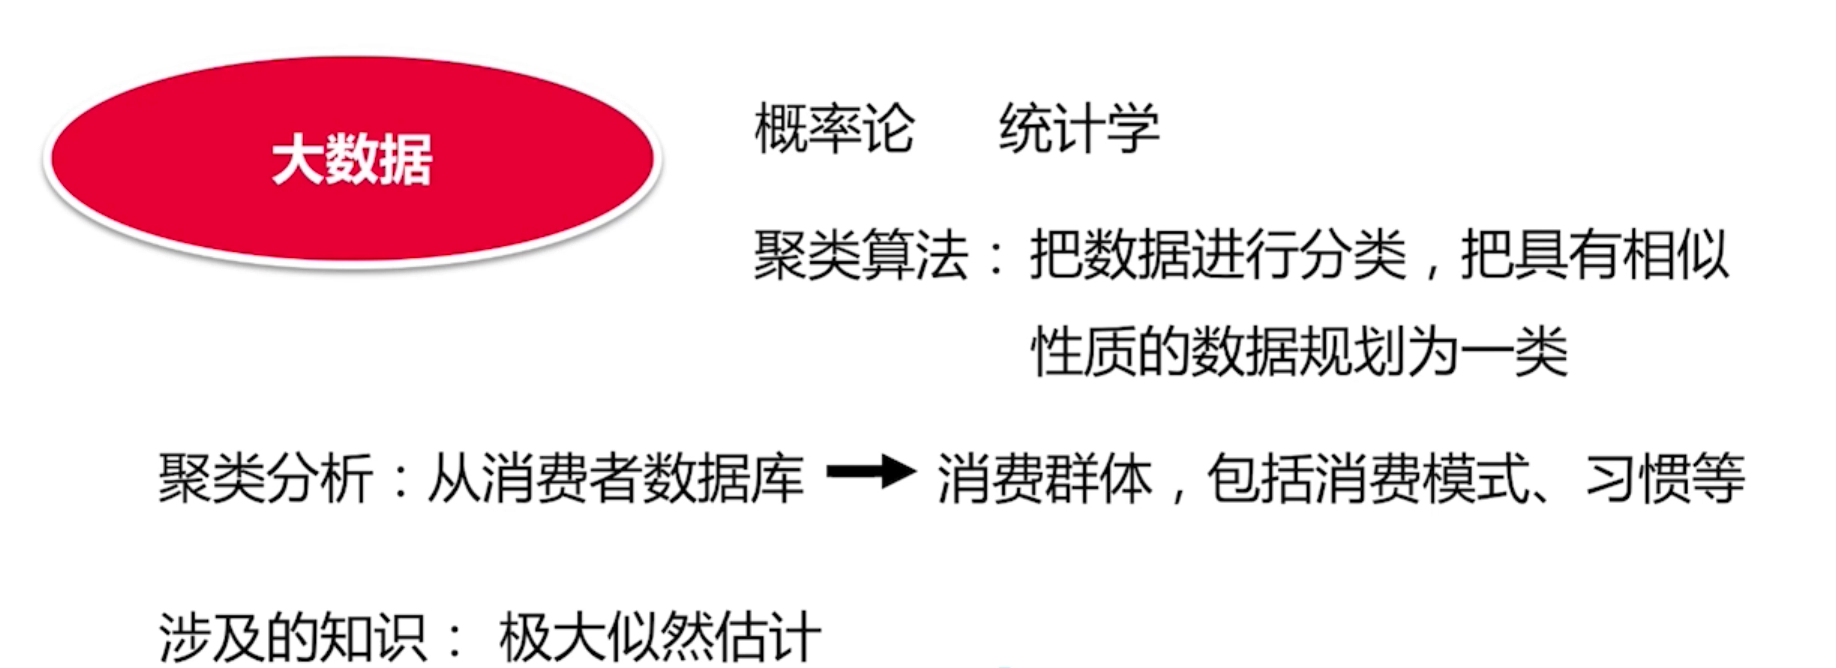 大数据
概率论 统计学
聚类算法：把数据进行分类，把具有相似
性质的数据规划为一类
聚类分析：从消费者数据库 → 消费群体，包括消费模式、习惯等
涉及的知识： 极大似然估计